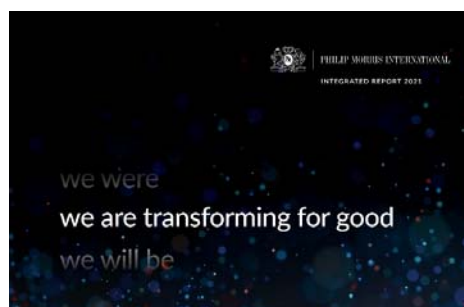 PHILIP MORRIS INTERNATIONAL
INTEGRATED REPORT 2021
we were
we are transforming for good
we will be